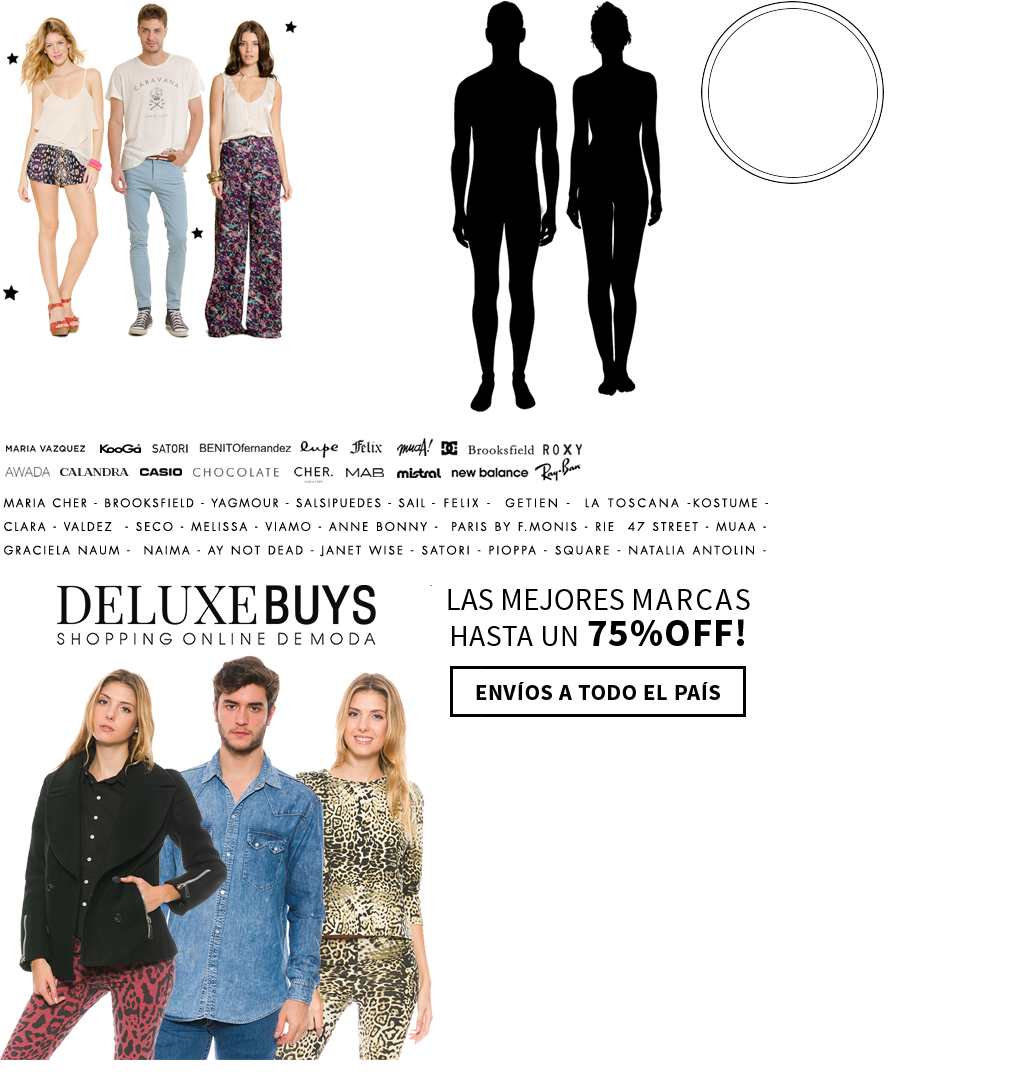 CARAVANA
MARIA VAZQUEZ KooGa SATORI BENITOfernandez lupe Felix muaA! DC Brooksfield ROXY
AWADA CALANDRA CASIO CHOCOLATE CHER. MAB mistral new balance Ray-Ban
MARIA CHER - BROOKSFIELD - YAGMOUR - SALSIPUEDES - SAIL - FELIX - GETIEN - LA TOSCANA -KOSTUME -
CLARA - VALDEZ - SECO - MELISSA - VIAMO - ANNE BONNY - PARIS BY F.MONIS - RIE 47 STREET - MUAA -
GRACIELA NAUM - NAIMA - AY NOT DEAD - JANET WISE - SATORI - PIOPPA - SQUARE - NATALIA ANTOLIN -
DELUXEBUYS
SHOPPING ONLINE DE MODA
LAS MEJORES MARCAS
HASTA UN 75%OFF!
ENVÍOS A TODO EL PAÍS